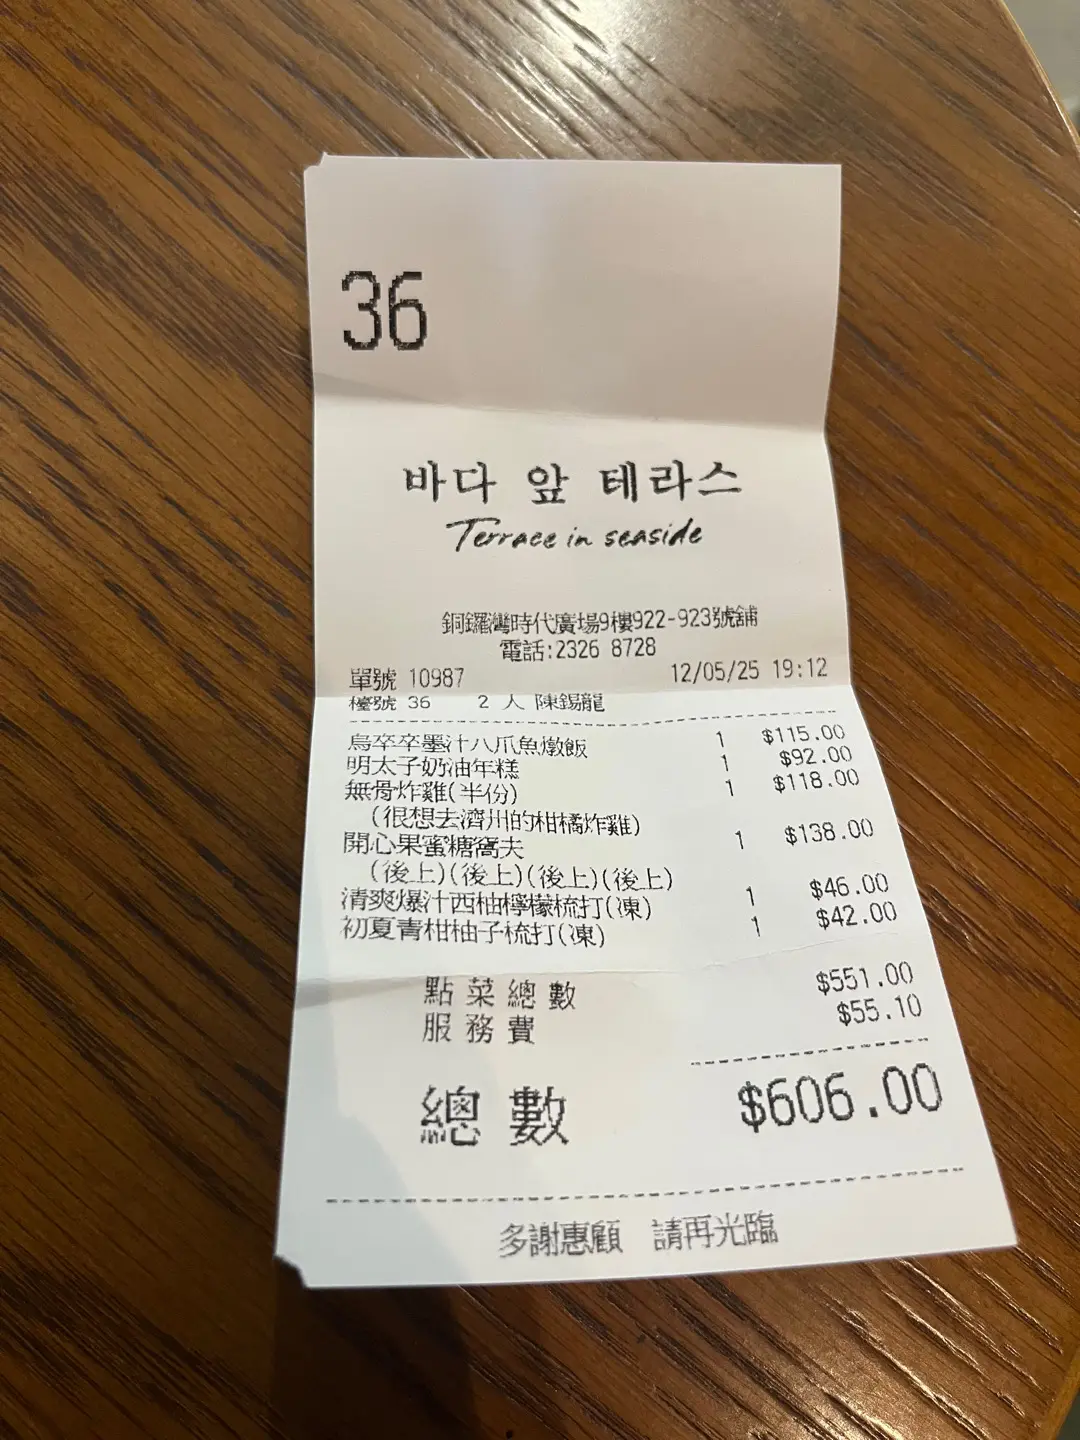 36
바다 앞 테라스
Terrace in seaside
銅鑼灣時代廣場9樓922-923號舖
電話:2326 8728
單號 10987 12/05/25 19:12
檯號 36 2 人 陳錫龍
烏卒卒墨汁八爪魚燉飯 1 $115.00
明太子奶油年糕 1 $92.00
無骨炸雞(半份) 1 $118.00
(很想去濟州的柑橘炸雞)
開心果蜜糖窩夫 1 $138.00
(後上)(後上)(後上)(後上)
清爽爆汁西柚檸檬梳打(凍) 1 $46.00
初夏青柑柚子梳打(凍) 1 $42.00
點菜總數 $551.00
服務費 $55.10
總數 $606.00
多謝惠顧 請再光臨